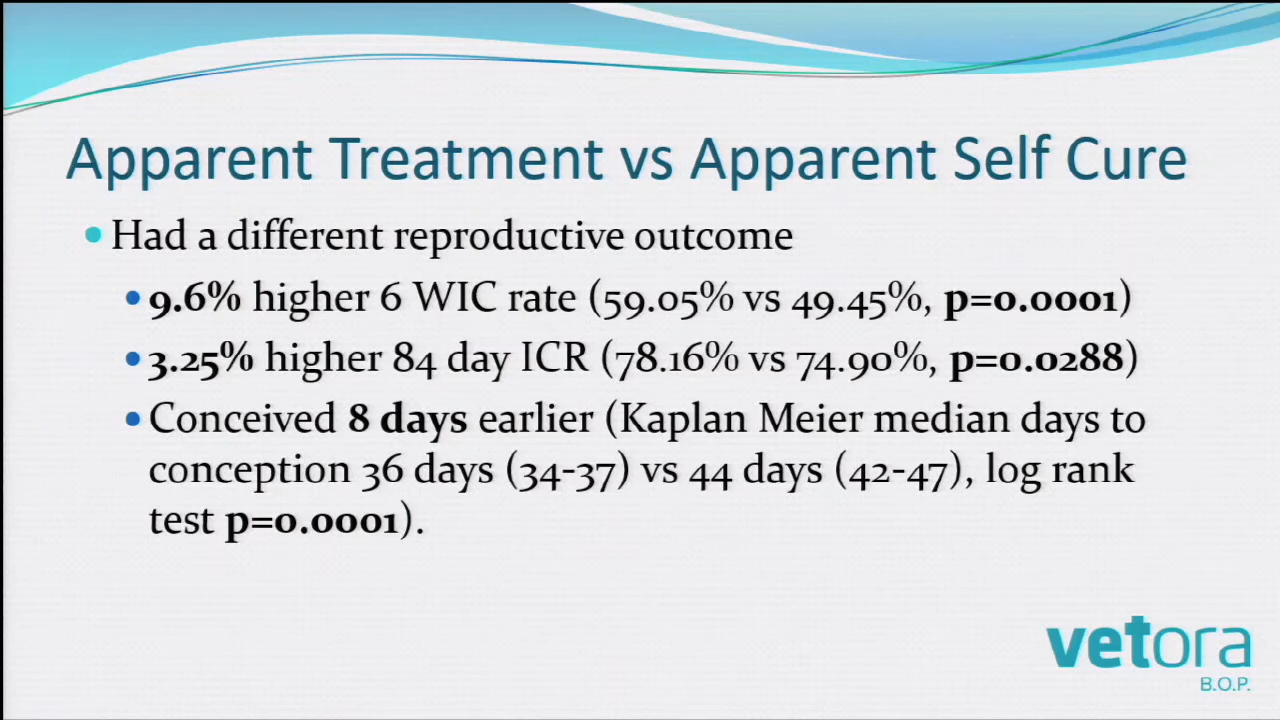 Apparent Treatment vs Apparent Self Cure
• Had a different reproductive outcome
• 9.6% higher 6 WIC rate (59.05% vs 49.45%, p=0.0001)
• 3.25% higher 84 day ICR (78.16% vs 74.90%, p=0.0288)
• Conceived 8 days earlier (Kaplan Meier median days to
conception 36 days (34-37) vs 44 days (42-47), log rank
test p=0.0001).
vetora
B.O.P.